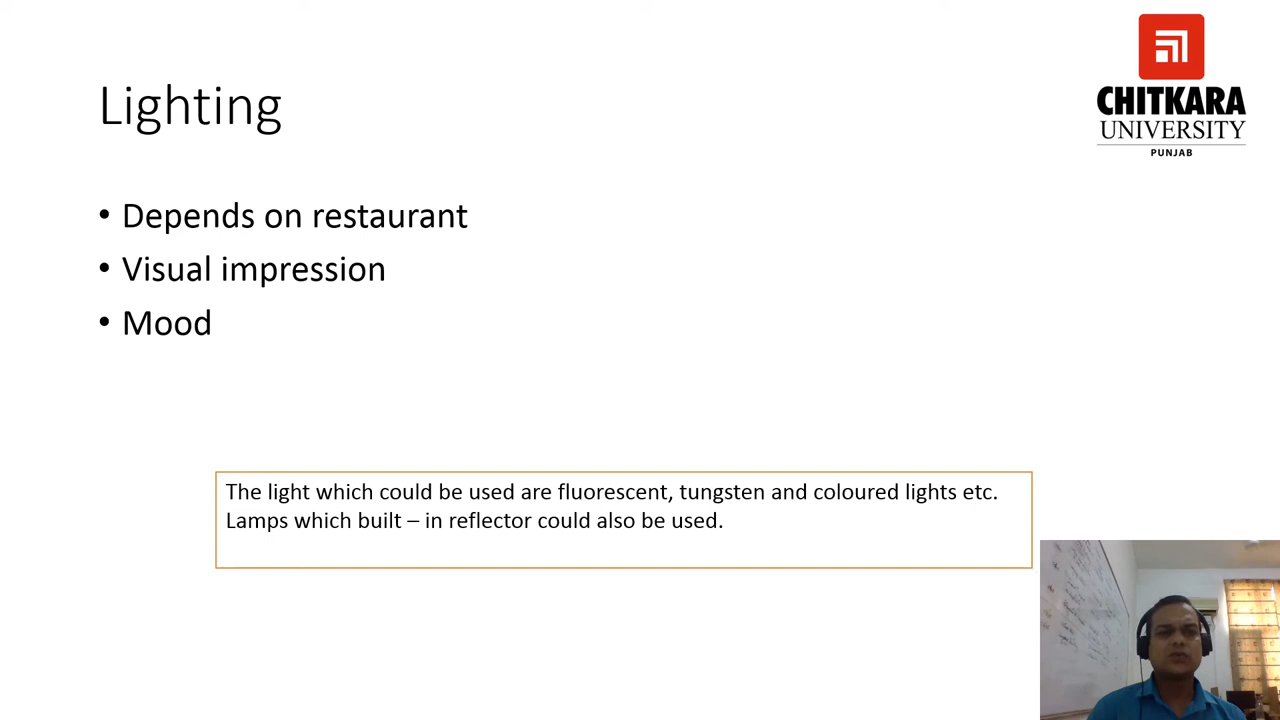 CHITKARA
UNIVERSITY
PUNJAB
Lighting
• Depends on restaurant
• Visual impression
• Mood
The light which could be used are fluorescent, tungsten and coloured lights etc.
Lamps which built – in reflector could also be used.